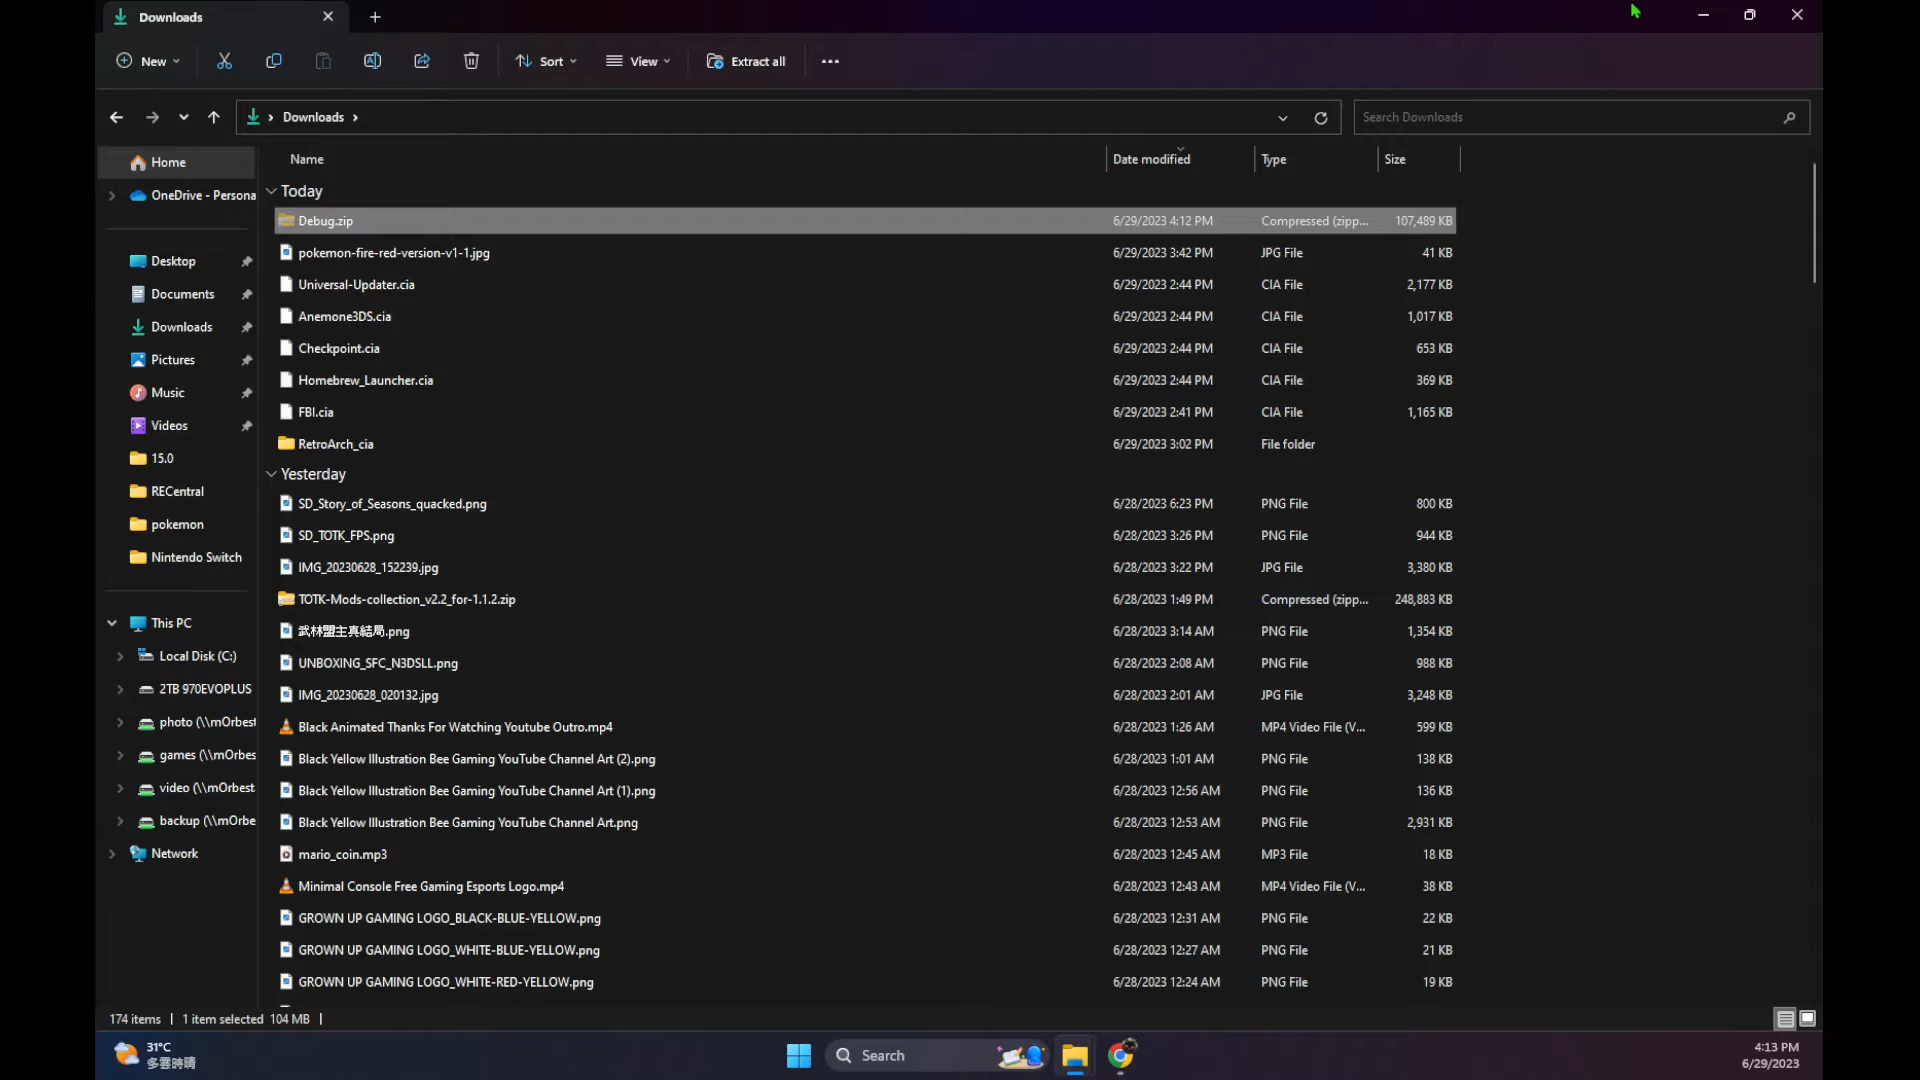 Downloads
New
Sort
View
Extract all
Downloads
Search Downloads
Name Date modified Type Size
Home
OneDrive - Persona
Desktop
Documents
Downloads
Pictures
Music
Videos
15.0
RECentral
pokemon
Nintendo Switch
This PC
Local Disk (C:)
2TB 970EVOPLUS
photo (\\mOrbest
games (\\mOrbes
video (\\mOrbest
backup (\\mOrbe
Network
Today
Debug.zip 6/29/2023 4:12 PM Compressed (zipp... 107,489 KB
pokemon-fire-red-version-v1-1.jpg 6/29/2023 3:42 PM JPG File 41 KB
Universal-Updater.cia 6/29/2023 2:44 PM CIA File 2,177 KB
Anemone3DS.cia 6/29/2023 2:44 PM CIA File 1,017 KB
Checkpoint.cia 6/29/2023 2:44 PM CIA File 653 KB
Homebrew_Launcher.cia 6/29/2023 2:44 PM CIA File 369 KB
FBI.cia 6/29/2023 2:41 PM CIA File 1,165 KB
RetroArch_cia 6/29/2023 3:02 PM File folder
Yesterday
SD_Story_of_Seasons_quacked.png 6/28/2023 6:23 PM PNG File 800 KB
SD_TOTK_FPS.png 6/28/2023 3:26 PM PNG File 944 KB
IMG_20230628_152239.jpg 6/28/2023 3:22 PM JPG File 3,380 KB
TOTK-Mods-collection_v2.2_for-1.1.2.zip 6/28/2023 1:49 PM Compressed (zipp... 248,883 KB
武林盟主真結局.png 6/28/2023 3:14 AM PNG File 1,354 KB
UNBOXING_SFC_N3DSLL.png 6/28/2023 2:08 AM PNG File 988 KB
IMG_20230628_020132.jpg 6/28/2023 2:01 AM JPG File 3,248 KB
Black Animated Thanks For Watching Youtube Outro.mp4 6/28/2023 1:26 AM MP4 Video File (V... 599 KB
Black Yellow Illustration Bee Gaming YouTube Channel Art (2).png 6/28/2023 1:01 AM PNG File 138 KB
Black Yellow Illustration Bee Gaming YouTube Channel Art (1).png 6/28/2023 12:56 AM PNG File 136 KB
Black Yellow Illustration Bee Gaming YouTube Channel Art.png 6/28/2023 12:53 AM PNG File 2,931 KB
mario_coin.mp3 6/28/2023 12:45 AM MP3 File 18 KB
Minimal Console Free Gaming Esports Logo.mp4 6/28/2023 12:43 AM MP4 Video File (V... 38 KB
GROWN UP GAMING LOGO_BLACK-BLUE-YELLOW.png 6/28/2023 12:31 AM PNG File 22 KB
GROWN UP GAMING LOGO_WHITE-BLUE-YELLOW.png 6/28/2023 12:27 AM PNG File 21 KB
GROWN UP GAMING LOGO_WHITE-RED-YELLOW.png 6/28/2023 12:24 AM PNG File 19 KB
174 items 1 item selected 104 MB
31°C
多雲時晴
Search
4:13 PM
6/29/2023